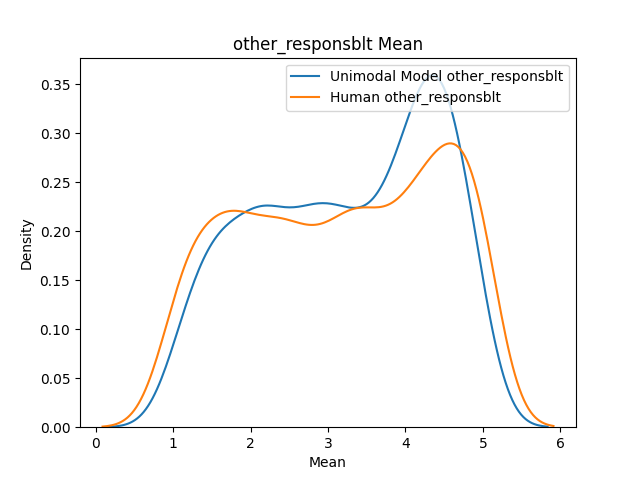 other_responsblt Mean
Unimodal Model other_responsblt
Human other_responsblt
0.35
0.30
0.25
0.20
0.15
0.10
0.05
0.00
Density
0 1 2 3 4 5 6
Mean